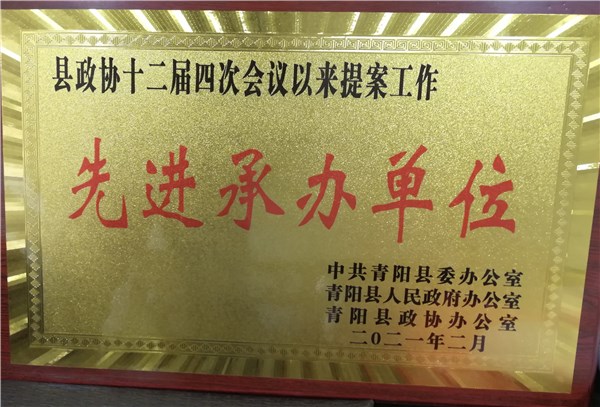 县政协十二届四次会议以来提案工作
先进承办单位
中共青阳县委办公室
青阳县人民政府办公室
青阳县政协办公室
二〇二一年二月